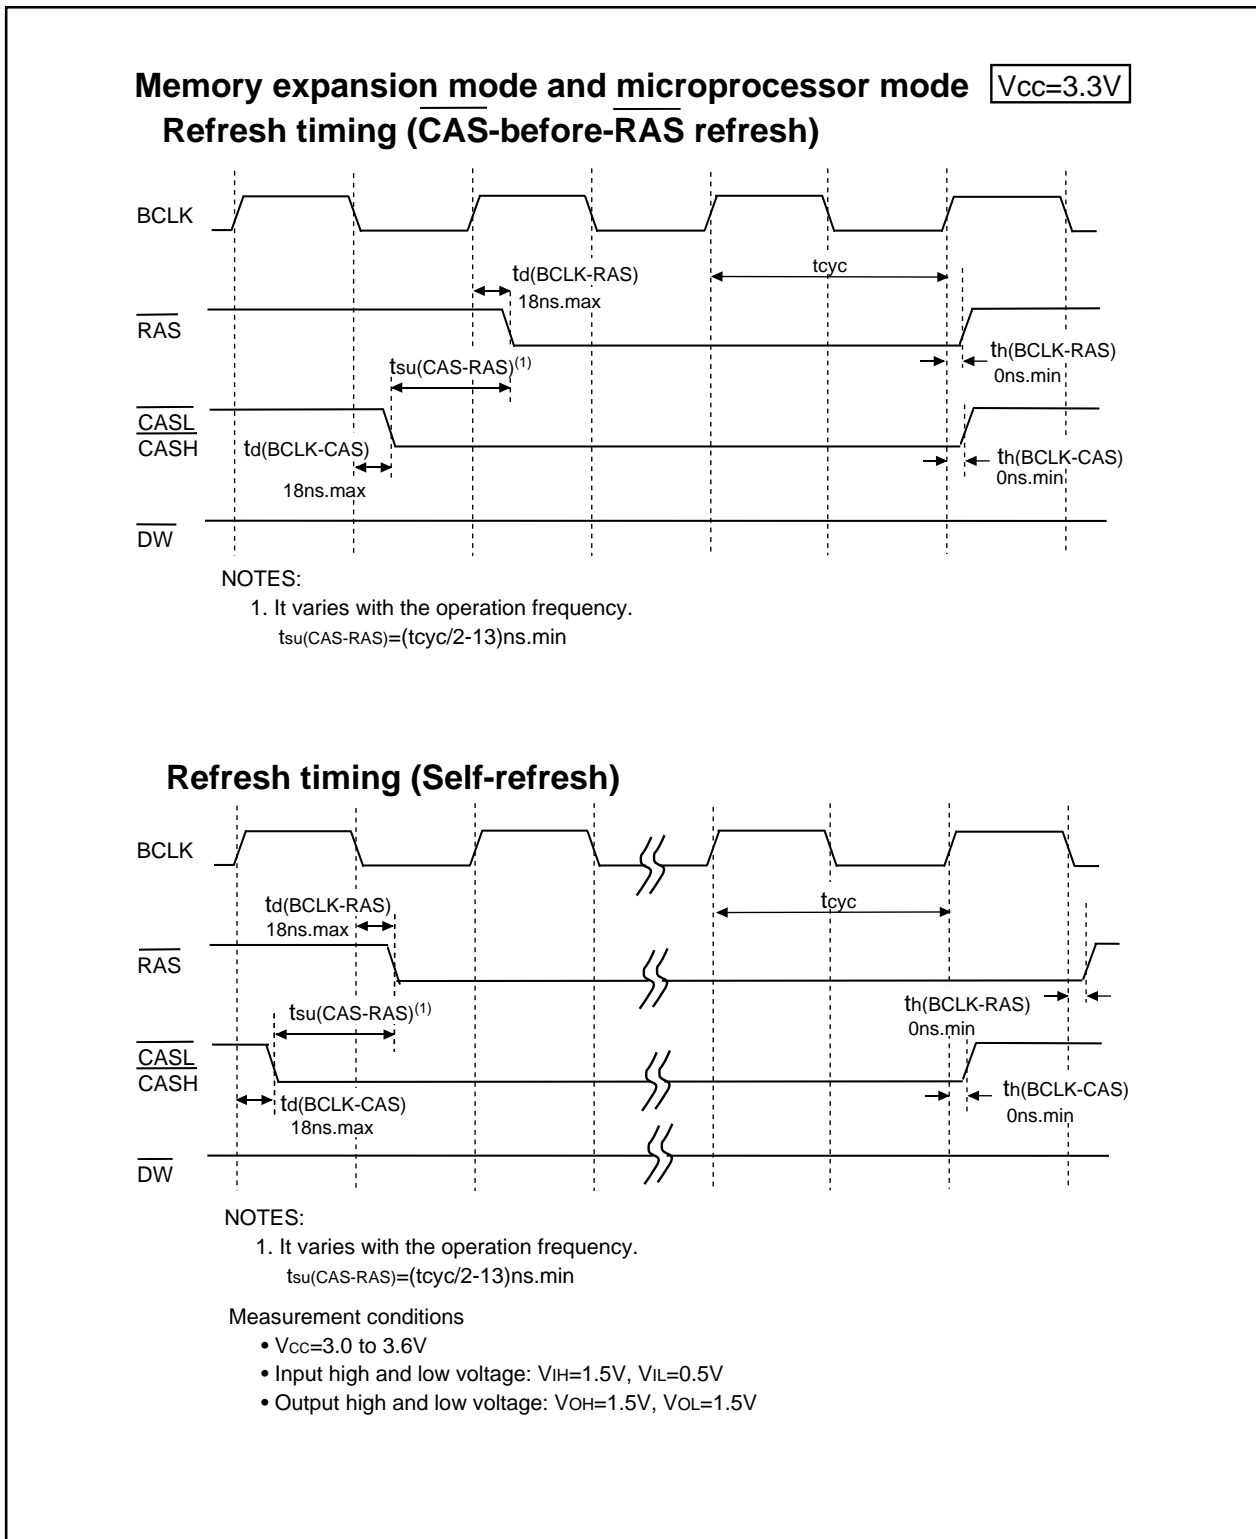 Memory expansion mode and microprocessor mode Vcc=3.3V
Refresh timing (CAS-before-RAS refresh)
BCLK
td(BCLK-RAS)
18ns.max
tcyc
RAS
tsu(CAS-RAS)(1)
th(BCLK-RAS)
0ns.min
CASL
CASH
td(BCLK-CAS)
18ns.max
th(BCLK-CAS)
0ns.min
DW
NOTES:
1. It varies with the operation frequency.
tsu(CAS-RAS)=(tcyc/2-13)ns.min
Refresh timing (Self-refresh)
BCLK
td(BCLK-RAS)
18ns.max
tcyc
RAS
tsu(CAS-RAS)(1)
th(BCLK-RAS)
0ns.min
CASL
CASH
td(BCLK-CAS)
18ns.max
th(BCLK-CAS)
0ns.min
DW
NOTES:
1. It varies with the operation frequency.
tsu(CAS-RAS)=(tcyc/2-13)ns.min
Measurement conditions
• VCC=3.0 to 3.6V
• Input high and low voltage: VIH=1.5V, VIL=0.5V
• Output high and low voltage: VOH=1.5V, VOL=1.5V